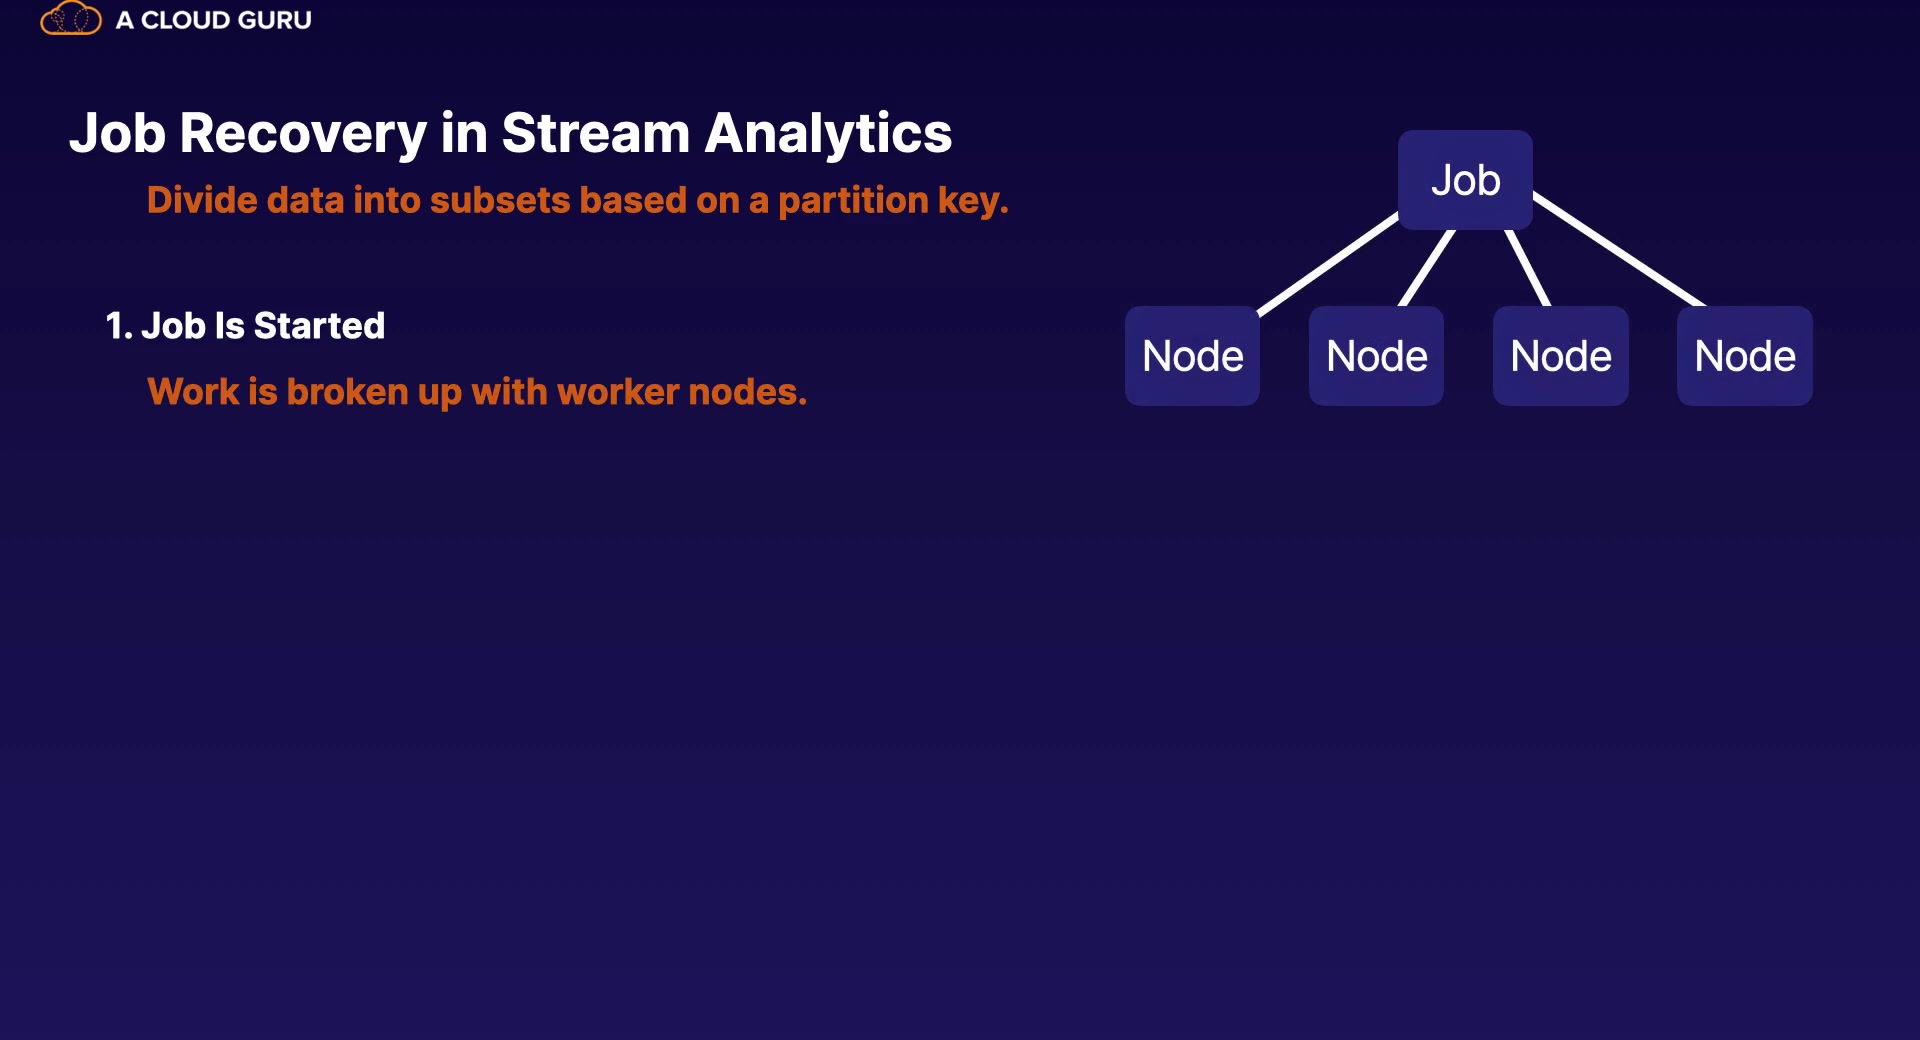 A CLOUD GURU
Job Recovery in Stream Analytics
Divide data into subsets based on a partition key.
1. Job Is Started
Work is broken up with worker nodes.
Job
Node
Node
Node
Node